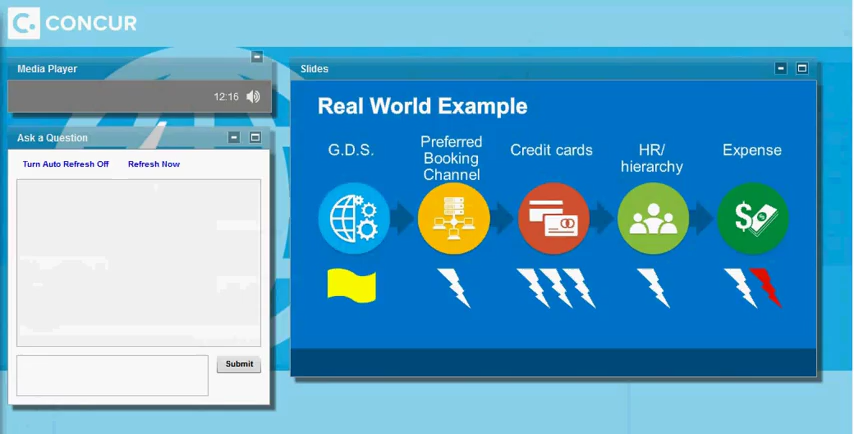 C. CONCUR
Media Player
12:16
Ask a Question
Turn Auto Refresh Off Refresh Now
Submit
Slides
Real World Example
G.D.S.
Preferred
Booking
Channel
Credit cards
HR/
hierarchy
Expense
$
$